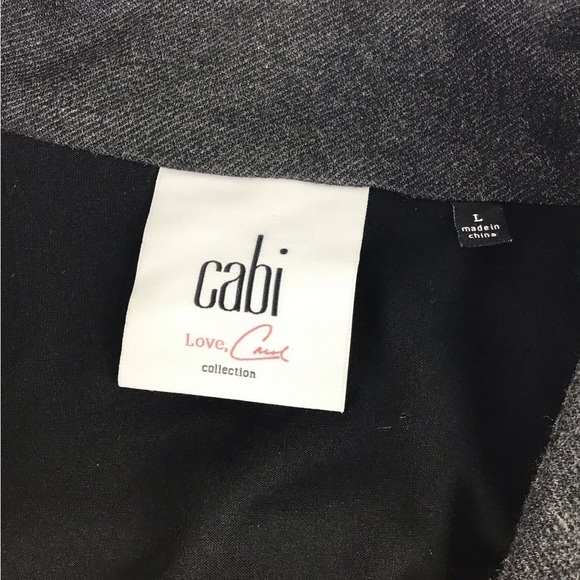 cabi
Love, Carol
collection
L
made in
china